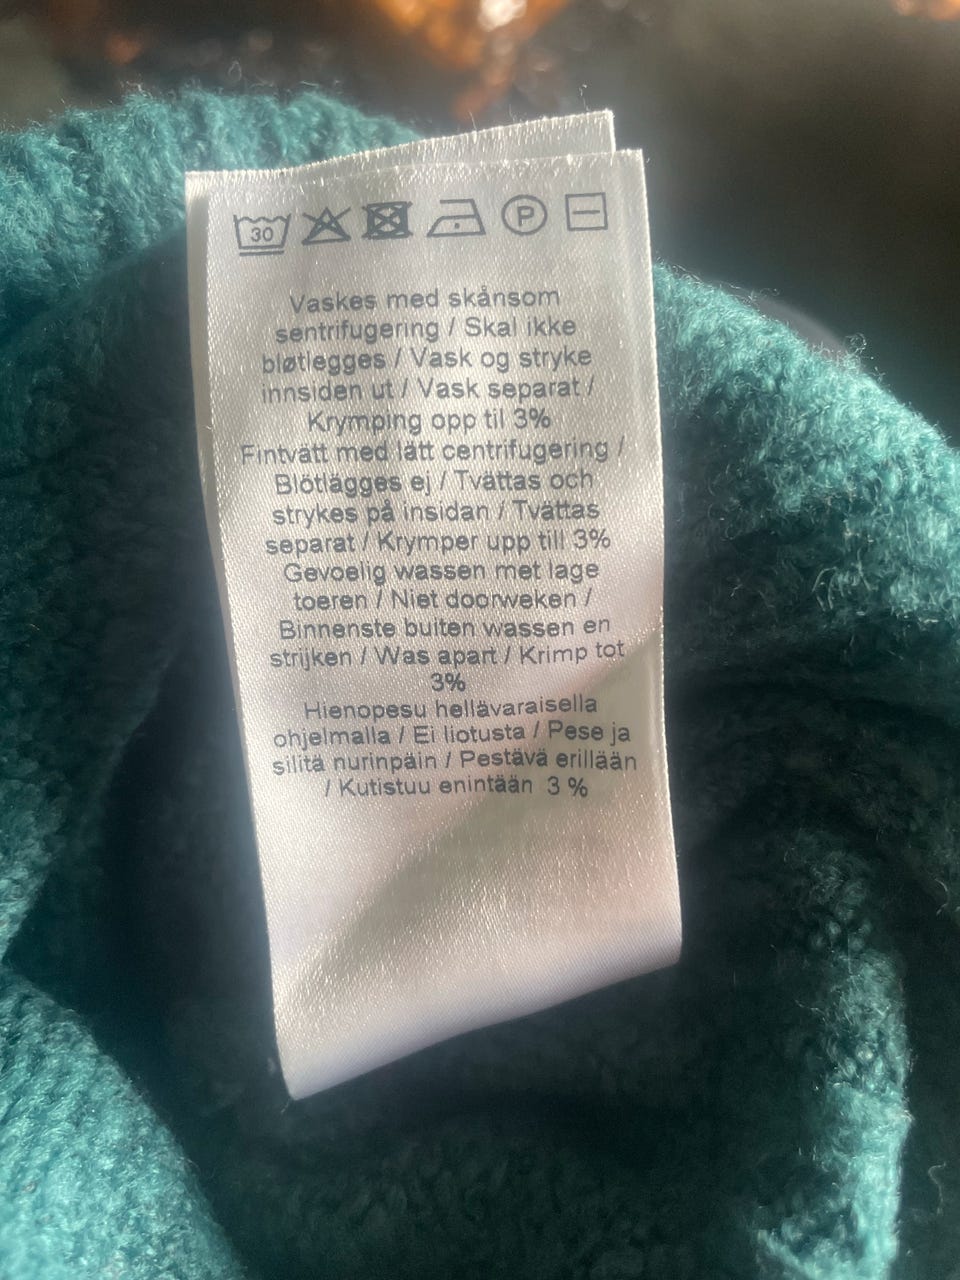 30 P
Vaskes med skånsom
sentrifugering / Skal ikke
bløtlegges / Vask og stryke
innsiden ut / Vask separat /
Krymping opp til 3%
Fintvätt med lätt centrifugering /
Blötlägges ej / Tvättas och
strykes på insidan / Tvättas
separat / Krymper upp till 3%
Gevoelig wassen met lage
toeren / Niet doorweken /
Binnenste buiten wassen en
strijken / Was apart / Krimp tot
3%
Hienopesu hellävaraisella
ohjelmalla / Ei liotusta / Pese ja
silitä nurinpäin / Pestävä erillään
/ Kutistuu enintään 3 %